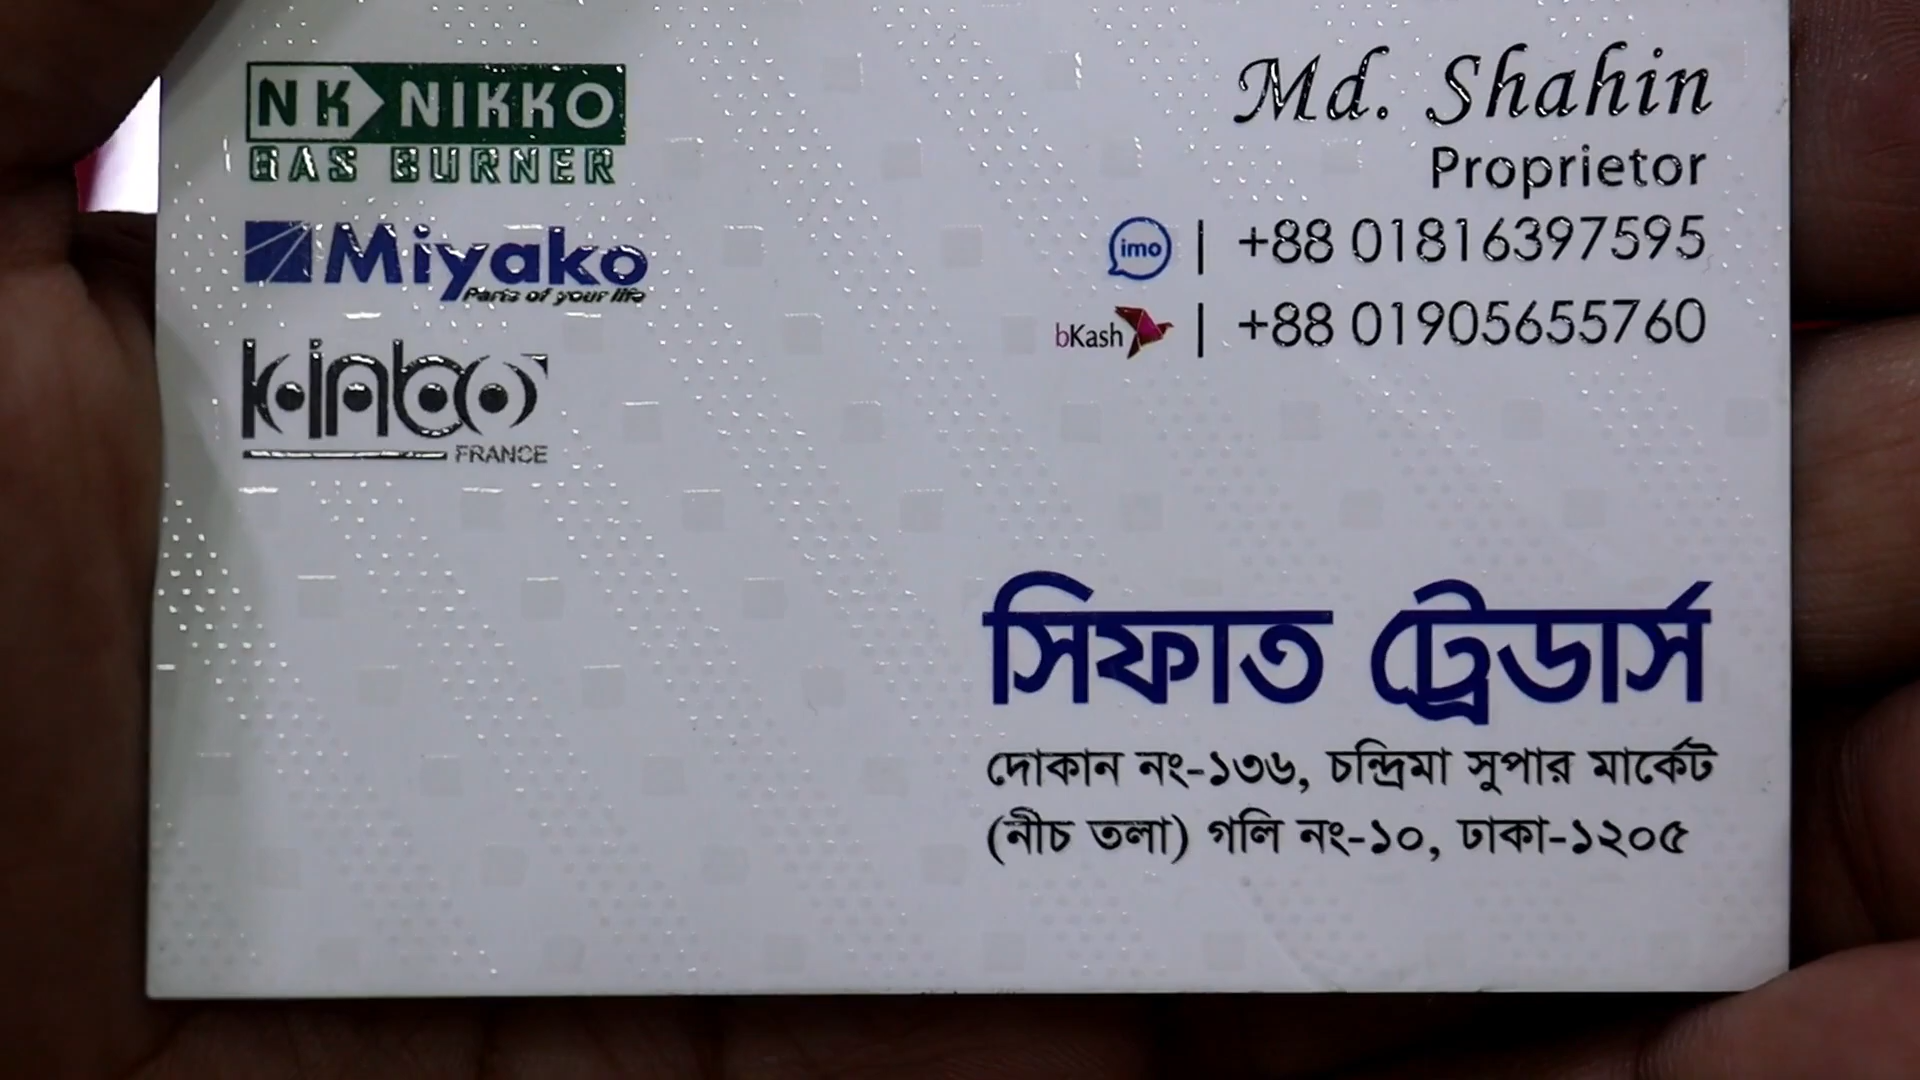 NK NIKKO
GAS BURNER
Miyako
Parts of your life
kinbo
FRANCE
Md. Shahin
Proprietor
imo | +88 01816397595
bKash | +88 01905655760
সিফাত ট্রেডার্স
দোকান নং-১৩৬, চন্দ্রিমা সুপার মার্কেট
(নীচ তলা) গলি নং-১০, ঢাকা-১২০৫